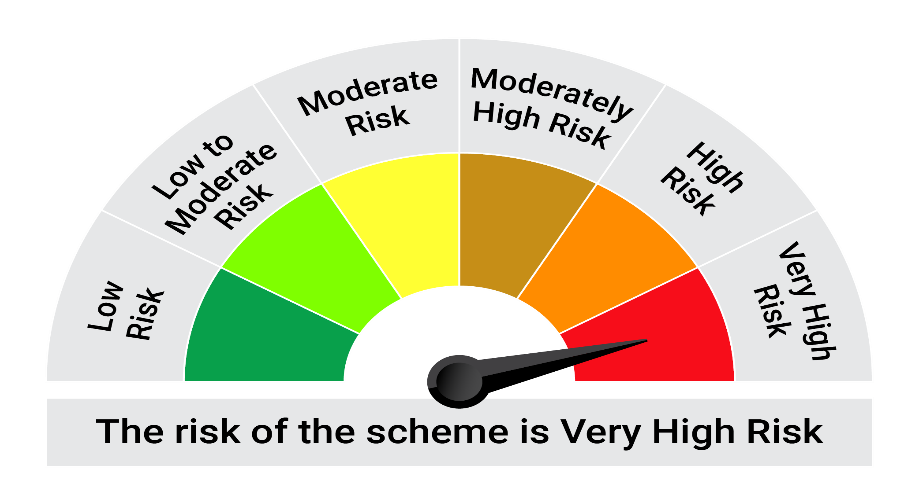 Low
Risk
Low to
Moderate
Risk
Moderate
Risk
Moderately
High Risk
High
Risk
Very High
Risk
The risk of the scheme is Very High Risk